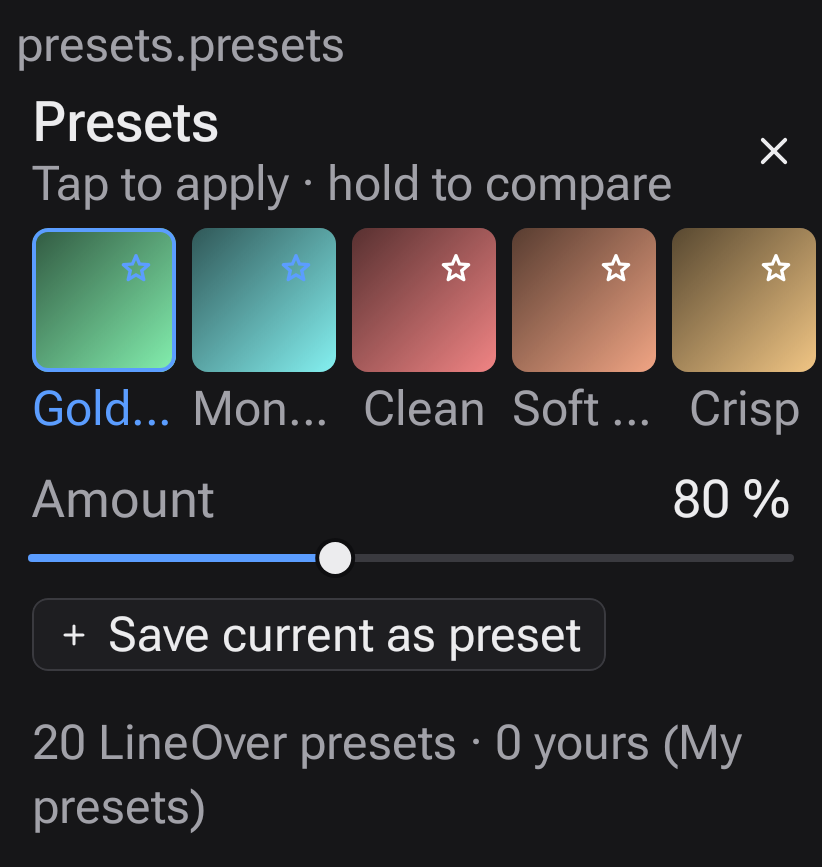 presets.presets
Presets
Tap to apply · hold to compare
Gold... Mon... Clean Soft ... Crisp
Amount 80 %
+ Save current as preset
20 LineOver presets · 0 yours (My
presets)